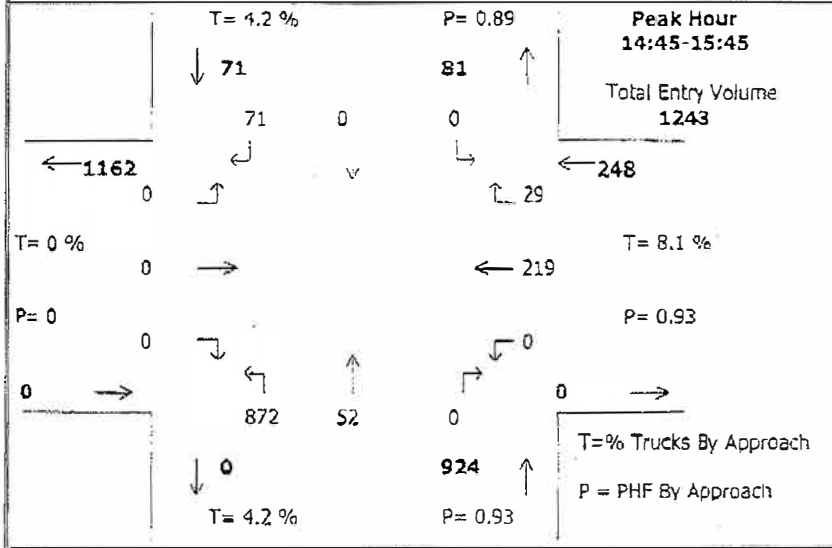 T= 4.2 %
P= 0.89
Peak Hour
14:45-15:45
71
81
Total Entry Volume
1243
71 0 0
1162
248
0
29
T= 0 %
T= 8.1 %
0
219
P= 0
P= 0.93
0
0
0
0
872 52 0
T=% Trucks By Approach
0
924
P = PHF By Approach
T= 4.2 %
P= 0.93